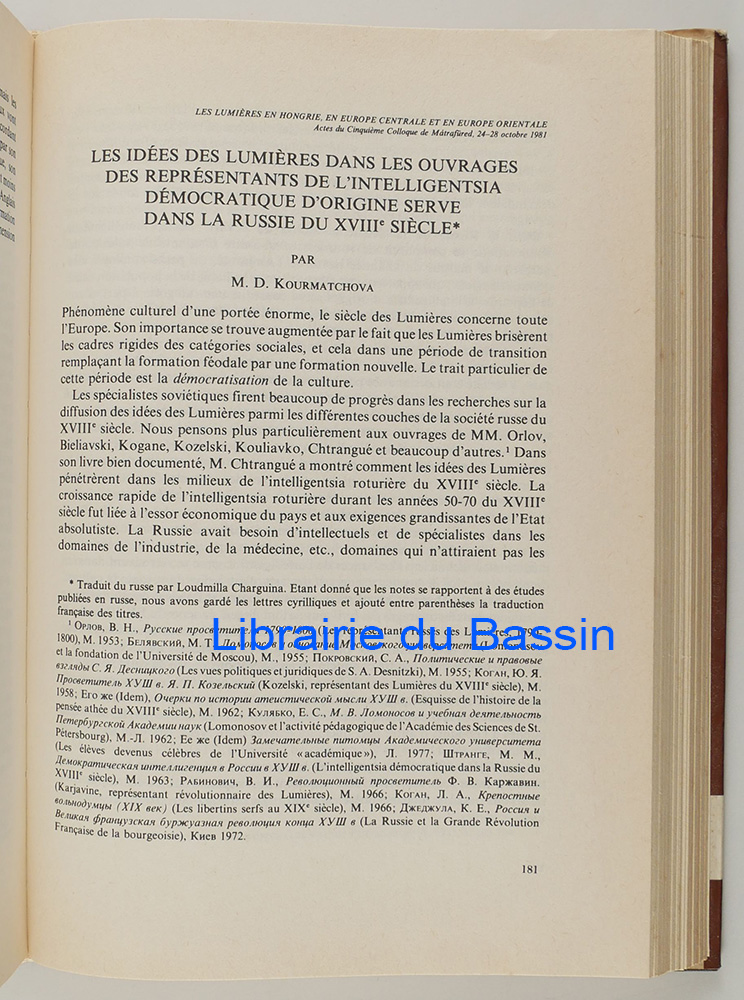 LES LUMIÈRES EN HONGRIE, EN EUROPE CENTRALE ET EN EUROPE ORIENTALE
Actes du Cinquième Colloque de Mátrafüred, 24–28 octobre 1981
LES IDÉES DES LUMIÈRES DANS LES OUVRAGES
DES REPRÉSENTANTS DE L'INTELLIGENTSIA
DÉMOCRATIQUE D'ORIGINE SERVE
DANS LA RUSSIE DU XVIIIe SIÈCLE*
PAR
M. D. KOURMATCHOVA
Phénomène culturel d'une portée énorme, le siècle des Lumières concerne toute
l'Europe. Son importance se trouve augmentée par le fait que les Lumières brisèrent
les cadres rigides des catégories sociales, et cela dans une période de transition
remplaçant la formation féodale par une formation nouvelle. Le trait particulier de
cette période est la démocratisation de la culture.
Les spécialistes soviétiques firent beaucoup de progrès dans les recherches sur la
diffusion des idées des Lumières parmi les différentes couches de la société russe du
XVIIIe siècle. Nous pensons plus particulièrement aux ouvrages de MM. Orlov,
Bieliavski, Kogane, Kozelski, Kouliavko, Chtrangué et beaucoup d'autres.1 Dans
son livre bien documenté, M. Chtrangué a montré comment les idées des Lumières
pénétrèrent dans les milieux de l'intelligentsia roturière du XVIIIe siècle. La
croissance rapide de l'intelligentsia roturière durant les années 50-70 du XVIIIe
siècle fut liée à l'essor économique du pays et aux exigences grandissantes de l'Etat
absolutiste. La Russie avait besoin d'intellectuels et de spécialistes dans les
domaines de l'industrie, de la médecine, etc., domaines qui n'attiraient pas les
* Traduit du russe par Loudmilla Charguina. Etant donné que les notes se rapportent à des études
publiées en russe, nous avons gardé les lettres cyrilliques et ajouté entre parenthèses la traduction
française des titres.
1 ОРЛОВ, В. Н., Русские просветители 1790–1800 (Les représentants russes des Lumières, 1790–
1800), М. 1953; БЕЛЯВСКИЙ, М. Т.
et la fondation de l'Université de Moscou), М., 1955; ПОКРОВСКИЙ, С. А., Политические и правовые
взгляды С. Я. Десницкого (Les vues politiques et juridiques de S. A. Desnitzki), М. 1955; КОГАН, Ю. Я.
Просветитель ХУШ в. Я. П. Козельский (Kozelski, représentant des Lumières du XVIIIe siècle), М.
1958; Его же (Idem), Очерки по истории атеистической мысли ХУШ в. (Esquisse de l'histoire de la
pensée athée du XVIIIe siècle), М. 1962; КУЛЯБКО, Е. С., М. В. Ломоносов и учебная деятельность
Петербургской Академии наук (Lomonosov et l'activité pédagogique de l'Académie des Sciences de St.
Pétersbourg), М.-Л. 1962; Ее же (Idem) Замечательные питомцы Академического университета
(Les élèves devenus célèbres de l'Université «académique»), Л. 1977; ШТРАНГЕ, М. М.,
Демократическая интеллигенция в России в ХУШ в. (L'intelligentsia démocratique dans la Russie du
XVIIIe siècle), М. 1963; РАБИНОВИЧ, В. И., Революционный просветитель Ф. В. Каржавин.
(Karjavine, représentant révolutionnaire des Lumières), М. 1966; КОГАН, Л. А., Крепостные
вольнодумцы (XIX век) (Les libertins serfs au XIXe siècle), М. 1966; ДЖЕДЖУЛА, К. Е., Россия и
Великая французская буржуазная революция конца ХУШ в (La Russie et la Grande Révolution
Française de la bourgeoisie), Киев 1972.
181
Librairie du Bassin